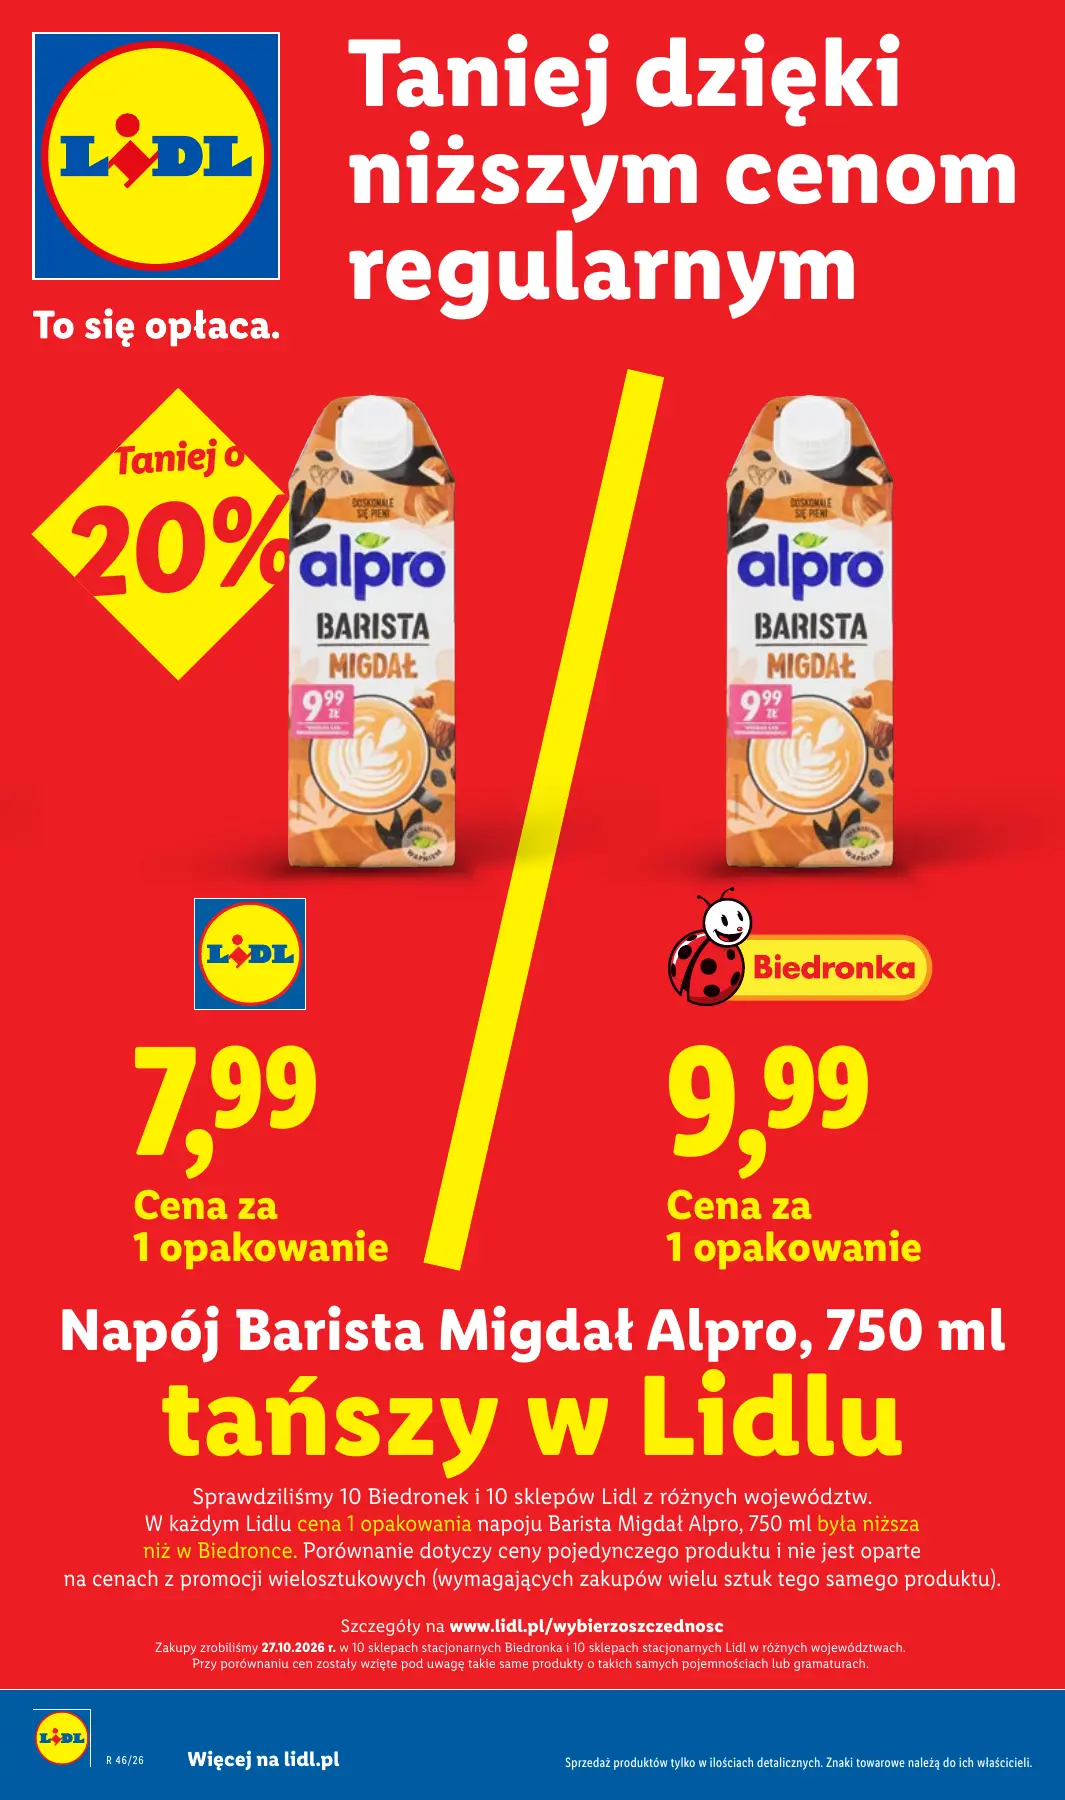 LIDL
To się opłaca.
Taniej dzięki
niższym cenom
regularnym
Taniej o
20%
DOSKONALE
SIĘ PIENI
alpro
BARISTA
MIGDAŁ
9 99
ZŁ
DOSKONALE
SIĘ PIENI
alpro
BARISTA
MIGDAŁ
9 99
ZŁ
LIDL
Biedronka
7,99
Cena za
1 opakowanie
9,99
Cena za
1 opakowanie
Napój Barista Migdał Alpro, 750 ml
tańszy w Lidlu
Sprawdziliśmy 10 Biedronek i 10 sklepów Lidl z różnych województw.
W każdym Lidlu cena 1 opakowania napoju Barista Migdał Alpro, 750 ml była niższa
niż w Biedronce. Porównanie dotyczy ceny pojedynczego produktu i nie jest oparte
na cenach z promocji wielosztukowych (wymagających zakupów wielu sztuk tego samego produktu).
Szczegóły na www.lidl.pl/wybierzoszczednosc
Zakupy zrobiliśmy 27.10.2026 r. w 10 sklepach stacjonarnych Biedronka i 10 sklepach stacjonarnych Lidl w różnych województwach.
Przy porównaniu cen zostały wzięte pod uwagę takie same produkty o takich samych pojemnościach lub gramaturach.
LIDL
R 46/26
Więcej na lidl.pl
Sprzedaż produktów tylko w ilościach detalicznych. Znaki towarowe należą do ich właścicieli.